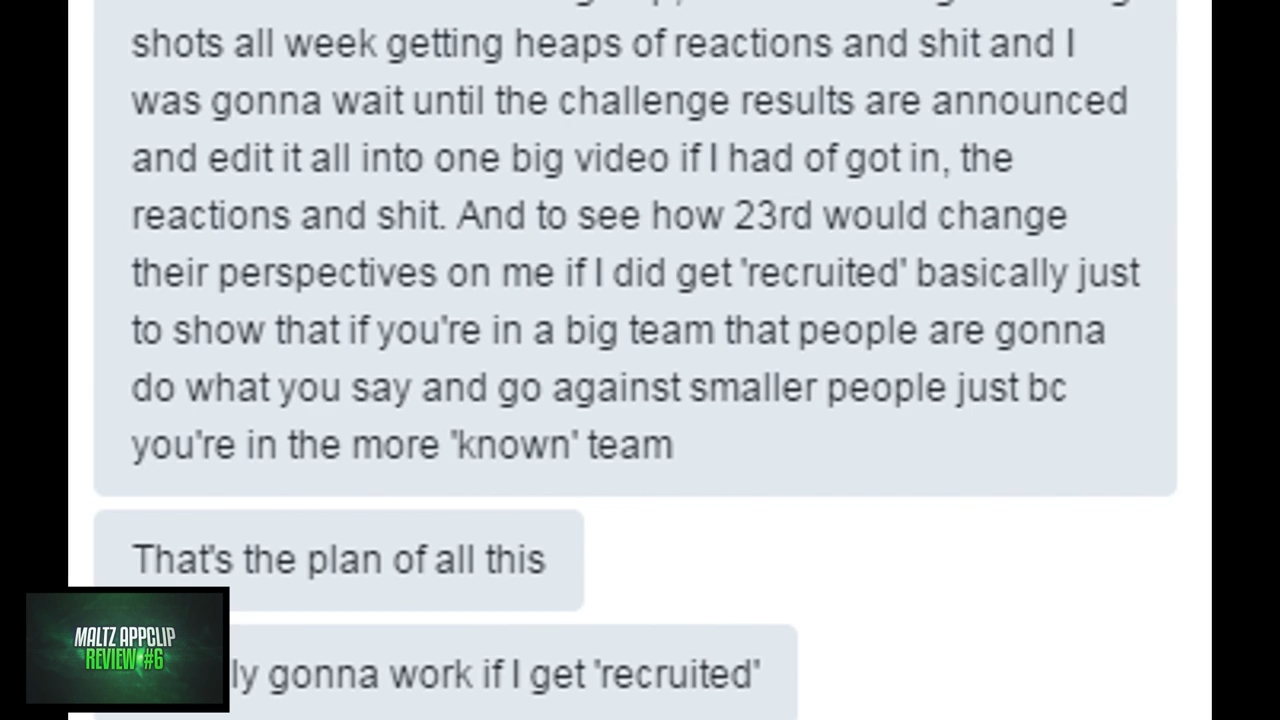 shots all week getting heaps of reactions and shit and I
was gonna wait until the challenge results are announced
and edit it all into one big video if I had of got in, the
reactions and shit. And to see how 23rd would change
their perspectives on me if I did get 'recruited' basically just
to show that if you're in a big team that people are gonna
do what you say and go against smaller people just bc
you're in the more 'known' team
That's the plan of all this
ly gonna work if I get 'recruited'
MALTZ APPCLIP
REVIEW #6